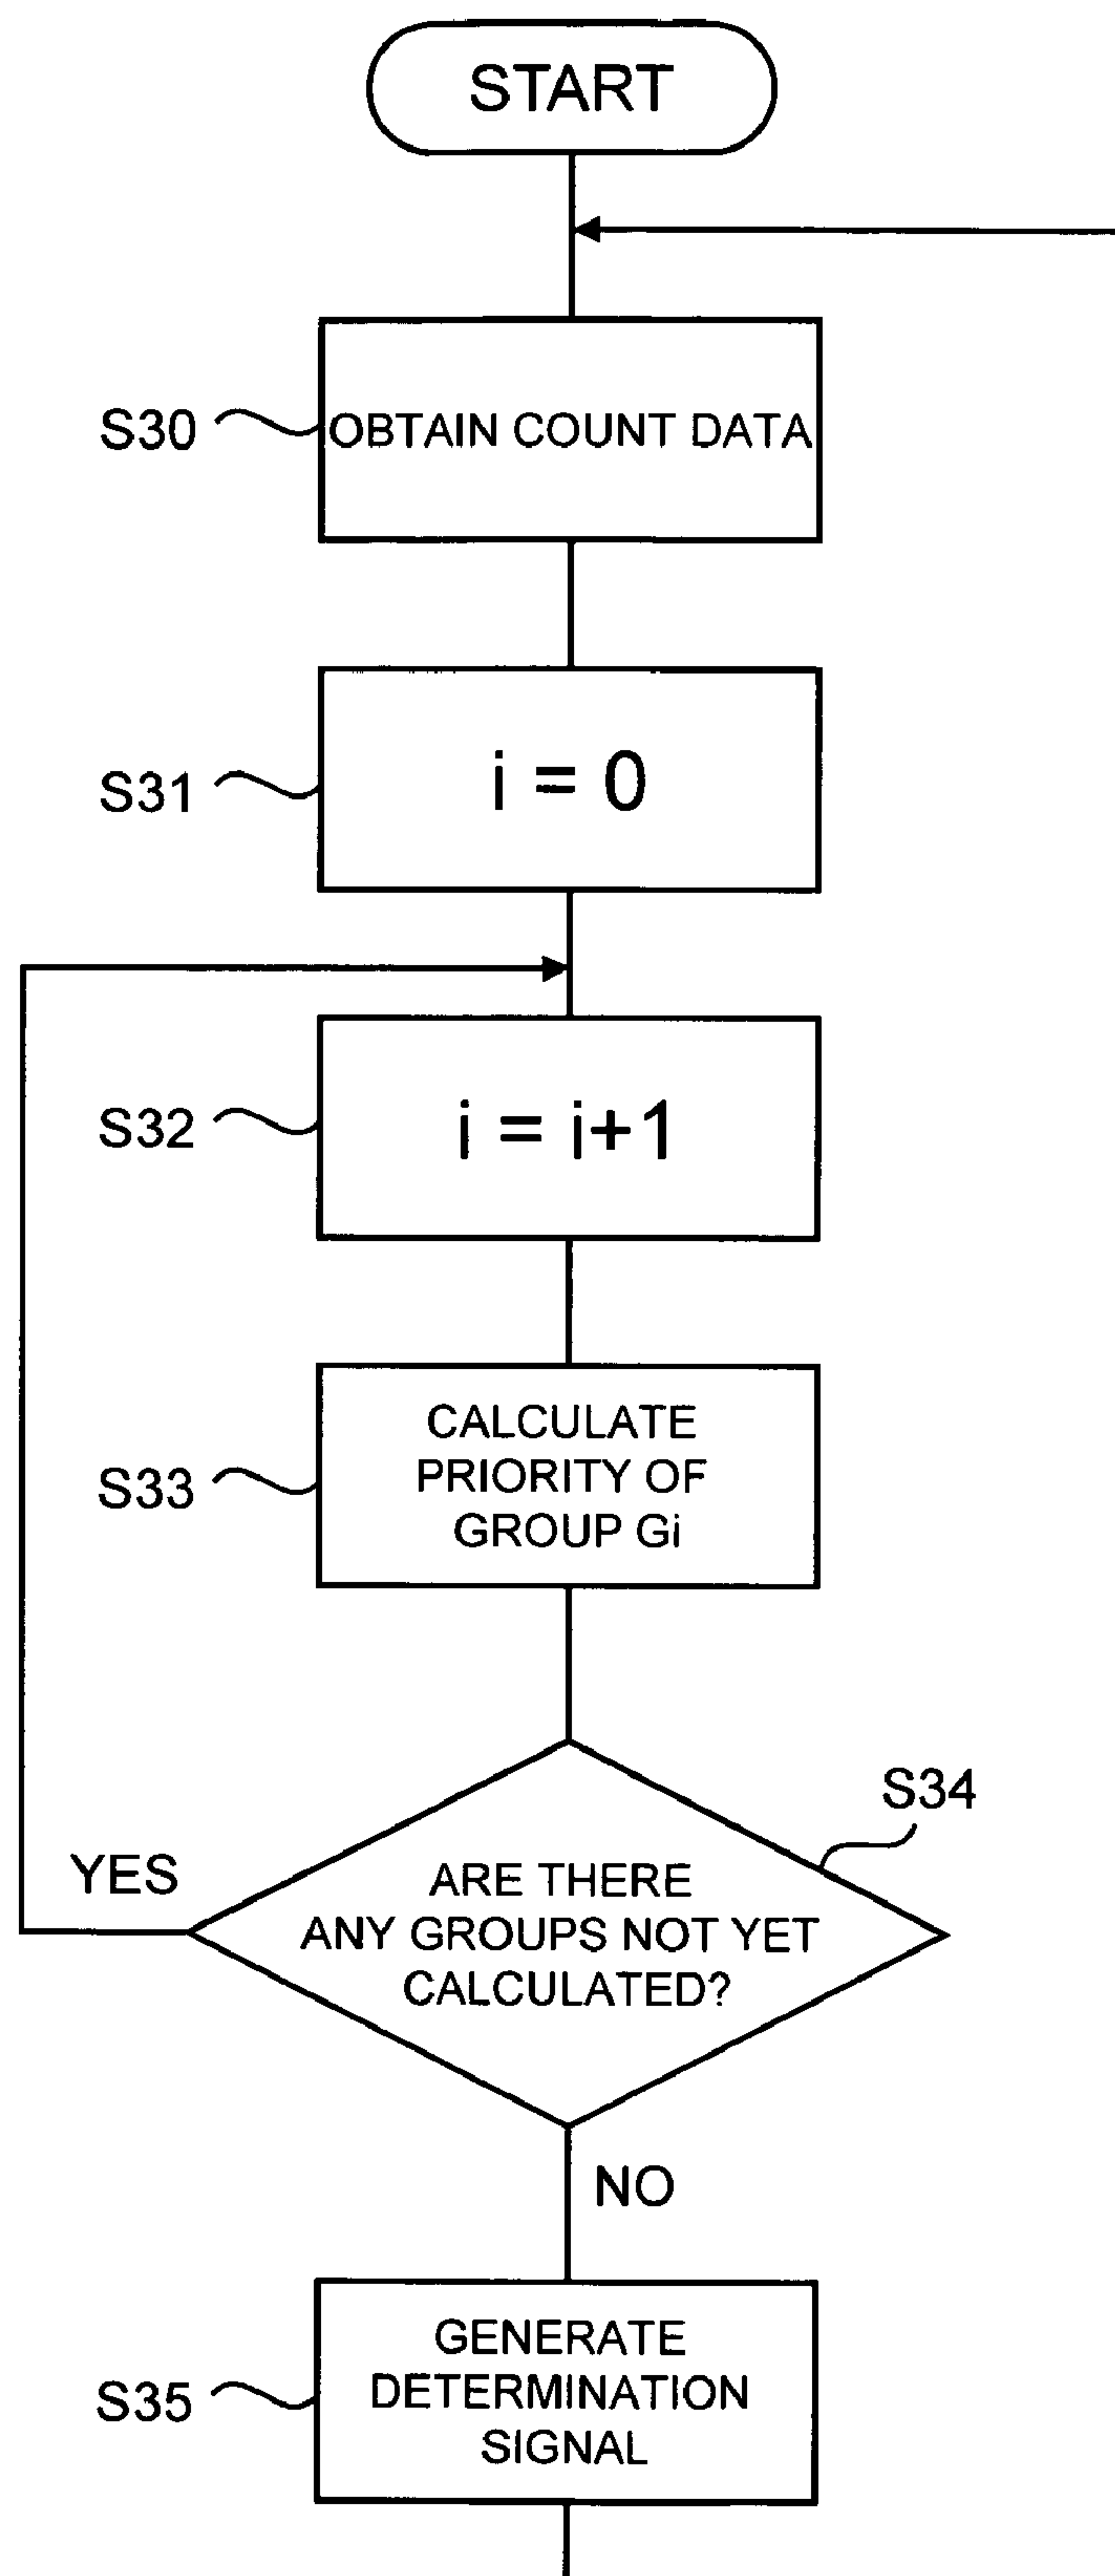 START
S30
OBTAIN COUNT DATA
S31
i = 0
S32
i = i+1
S33
CALCULATE
PRIORITY OF
GROUP Gi
S34
YES
ARE THERE
ANY GROUPS NOT YET
CALCULATED?
NO
S35
GENERATE
DETERMINATION
SIGNAL